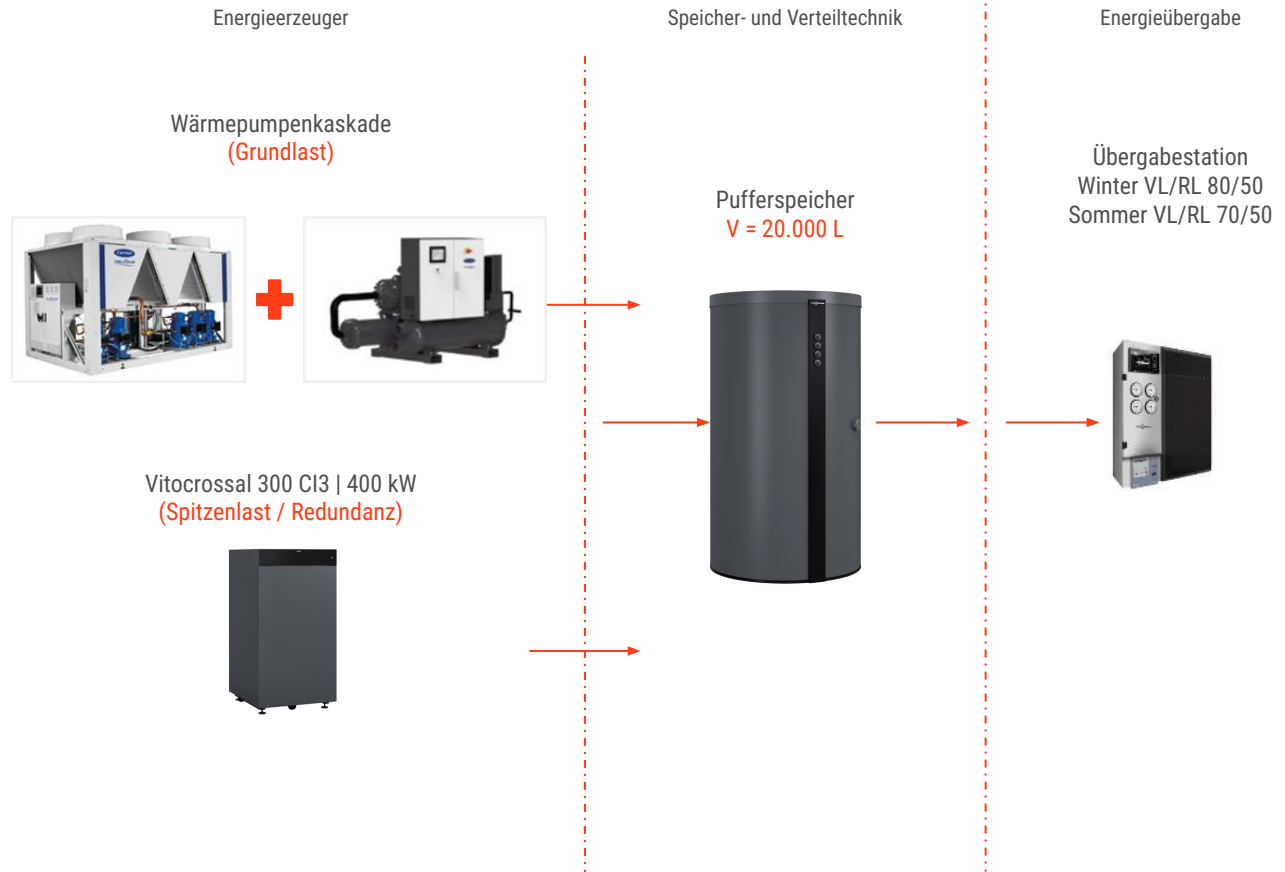 Energieerzeuger
Speicher- und Verteiltechnik
Energieübergabe
Wärmepumpenkaskade
(Grundlast)
Übergabestation
Winter VL/RL 80/50
Sommer VL/RL 70/50
Pufferspeicher
V = 20.000 L
Vitocrossal 300 CI3 | 400 kW
(Spitzenlast / Redundanz)